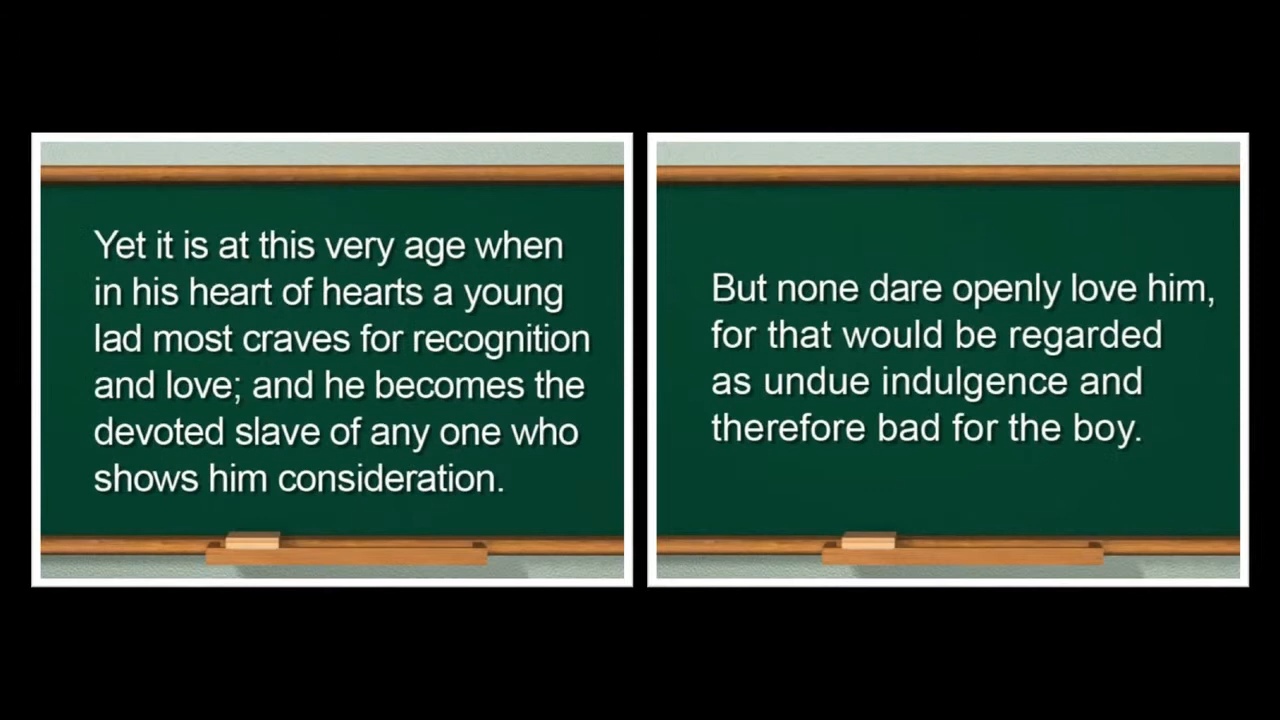 Yet it is at this very age when
in his heart of hearts a young
lad most craves for recognition
and love; and he becomes the
devoted slave of any one who
shows him consideration.
But none dare openly love him,
for that would be regarded
as undue indulgence and
therefore bad for the boy.